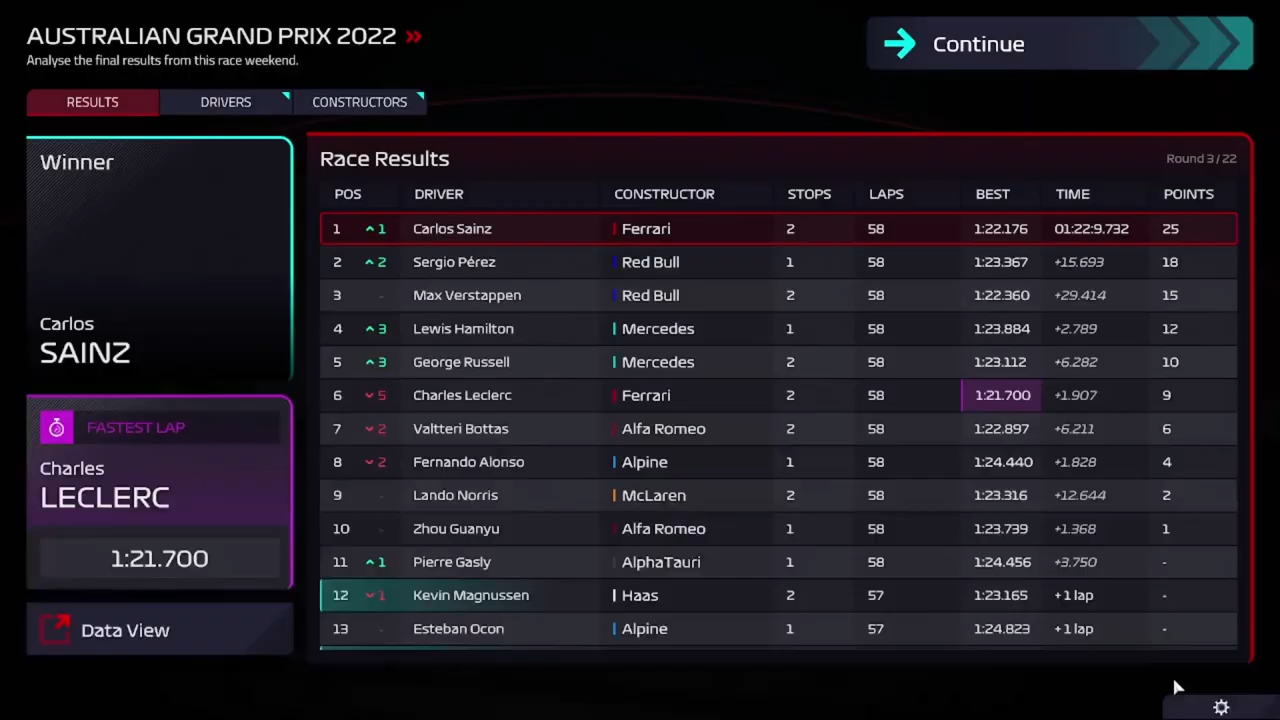 AUSTRALIAN GRAND PRIX 2022
Analyse the final results from this race weekend.
Continue
RESULTS DRIVERS CONSTRUCTORS
Winner
Carlos
SAINZ
FASTEST LAP
Charles
LECLERC
1:21.700
Data View
Race Results
Round 3 / 22
POS DRIVER CONSTRUCTOR STOPS LAPS BEST TIME POINTS
1 1 Carlos Sainz Ferrari 2 58 1:22.176 01:22:9.732 25
2 2 Sergio Pérez Red Bull 1 58 1:23.367 +15.693 18
3 - Max Verstappen Red Bull 2 58 1:22.360 +29.414 15
4 3 Lewis Hamilton Mercedes 1 58 1:23.884 +2.789 12
5 3 George Russell Mercedes 2 58 1:23.112 +6.282 10
6 5 Charles Leclerc Ferrari 2 58 1:21.700 +1.907 9
7 2 Valtteri Bottas Alfa Romeo 2 58 1:22.897 +6.211 6
8 2 Fernando Alonso Alpine 1 58 1:24.440 +1.828 4
9 - Lando Norris McLaren 2 58 1:23.316 +12.644 2
10 - Zhou Guanyu Alfa Romeo 1 58 1:23.739 +1.368 1
11 1 Pierre Gasly AlphaTauri 1 58 1:24.456 +3.750 -
12 1 Kevin Magnussen Haas 2 57 1:23.165 +1 lap -
13 - Esteban Ocon Alpine 1 57 1:24.823 +1 lap -